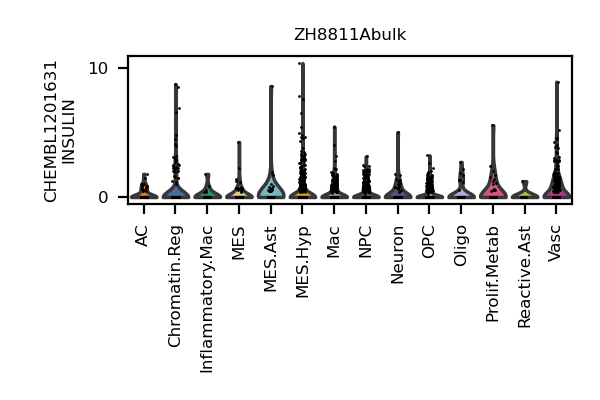 ZH8811Abulk
CHEMBL1201631
INSULIN
10
0
AC
Chromatin.Reg
Inflammatory.Mac
MES
MES.Ast
MES.Hyp
Mac
NPC
Neuron
OPC
Oligo
Prolif.Metab
Reactive.Ast
Vasc